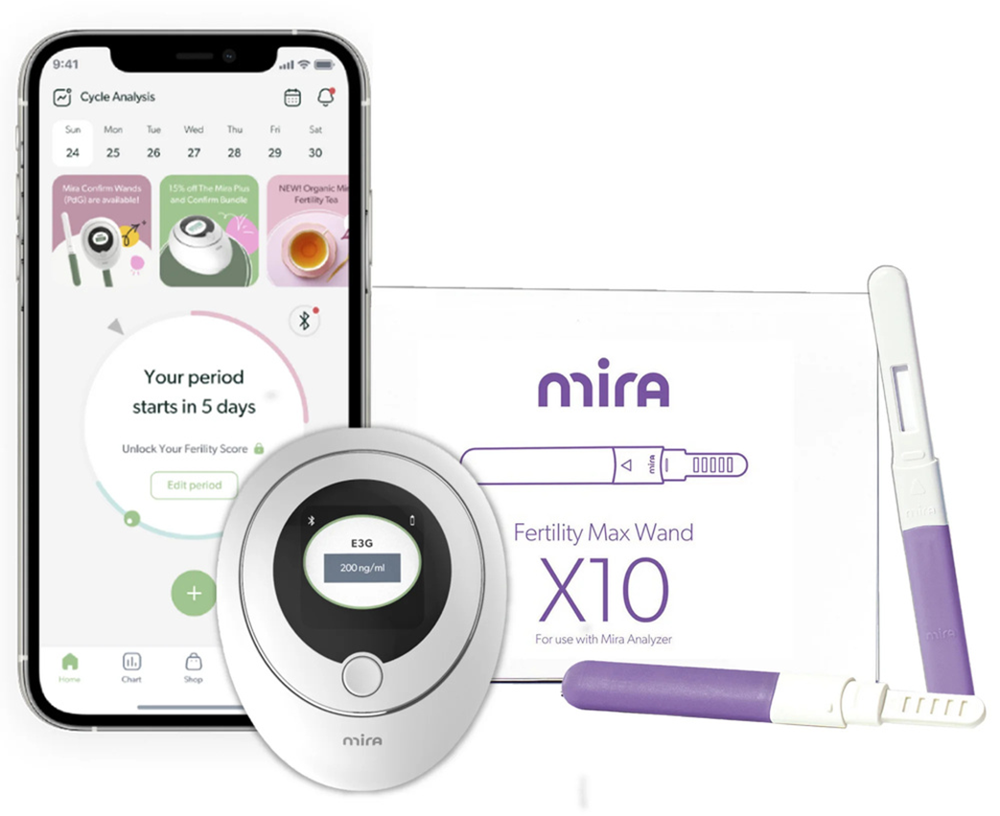 9:41
Cycle Analysis
Sun Mon Tue Wed Thu Fri Sat
24 25 26 27 28 29 30
Mira Confirm Wands
(PdG) are available!
15% off The Mira Plus
and Confirm Bundle
NEW! Organic Mir
Fertility Tea
Your period
starts in 5 days
Unlock Your Ferility Score
Edit period
+
Home
Chart
Shop
E3G
200 ng/ml
mira
mira
mira
Fertility Max Wand
X10
For use with Mira Analyzer
mira
mira